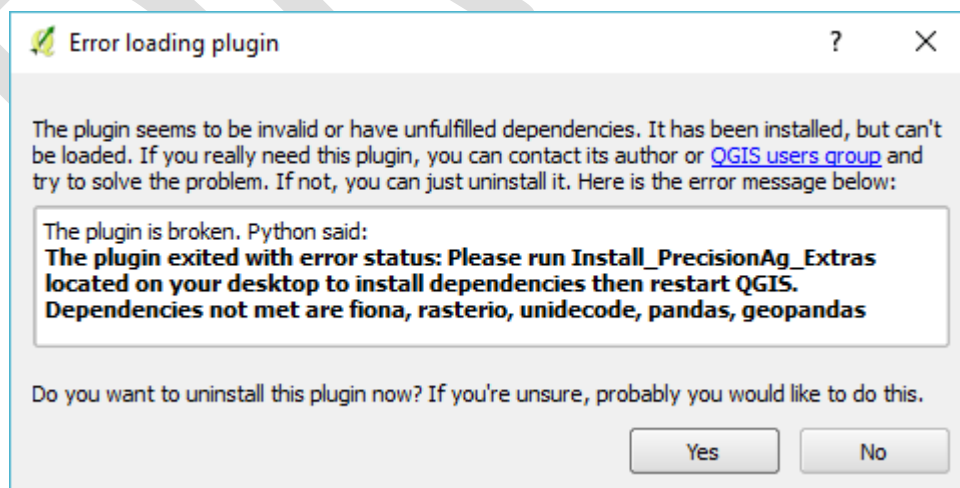 Error loading plugin
?
The plugin seems to be invalid or have unfulfilled dependencies. It has been installed, but can't
be loaded. If you really need this plugin, you can contact its author or QGIS users group and
try to solve the problem. If not, you can just uninstall it. Here is the error message below:
The plugin is broken. Python said:
The plugin exited with error status: Please run Install_PrecisionAg_Extras
located on your desktop to install dependencies then restart QGIS.
Dependencies not met are fiona, rasterio, unidecode, pandas, geopandas
Do you want to uninstall this plugin now? If you're unsure, probably you would like to do this.
Yes
No